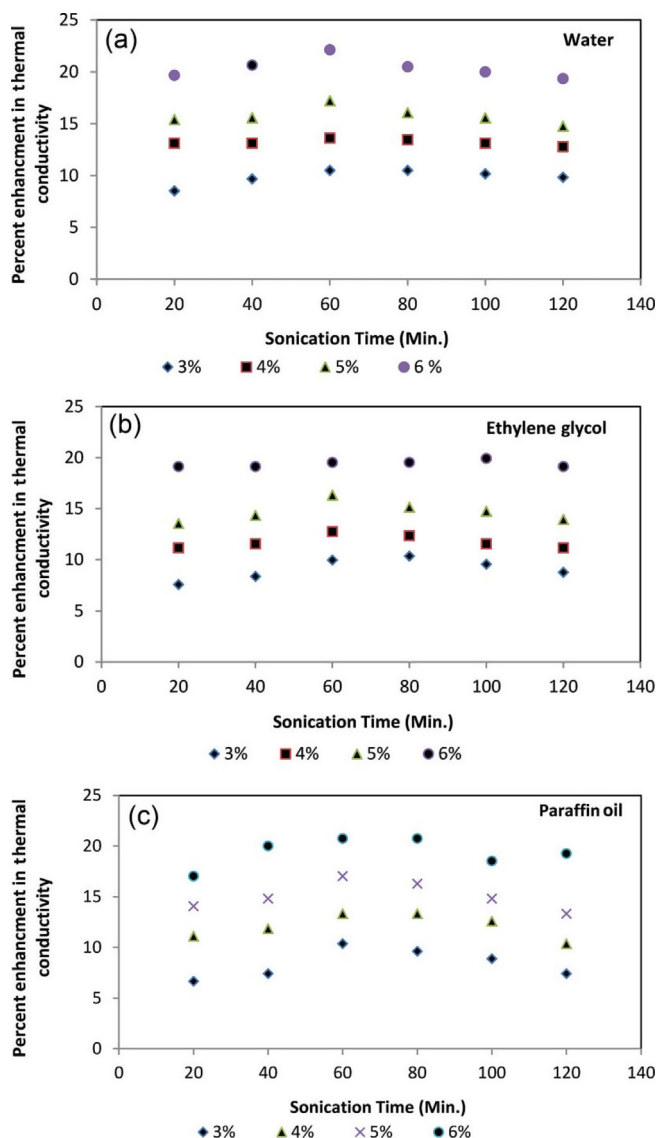 (a)
Water
Percent enhancment in thermal
conductivity
25
20
15
10
5
0
0 20 40 60 80 100 120 140
Sonication Time (Min.)
3% 4% 5% 6 %
(b)
Ethylene glycol
Percent enhancment in thermal
conductivity
25
20
15
10
5
0
0 20 40 60 80 100 120 140
Sonication Time (Min.)
3% 4% 5% 6%
(c)
Paraffin oil
Percent enhancment in thermal
conductivity
25
20
15
10
5
0
0 20 40 60 80 100 120 140
Sonication Time (Min.)
3% 4% 5% 6%